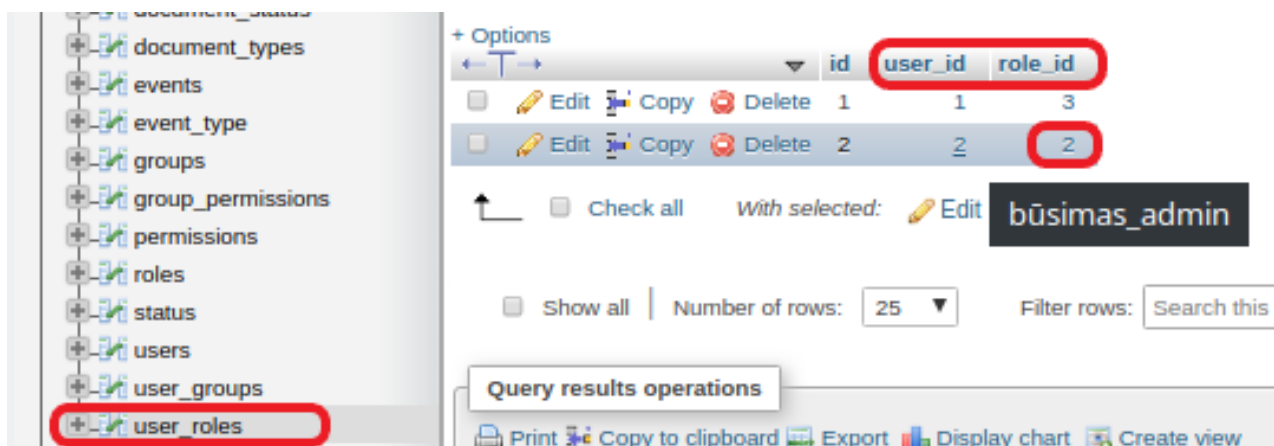 document_status
document_types
events
event_type
groups
group_permissions
permissions
roles
status
users
user_groups
user_roles
+ Options
id user_id role_id
Edit Copy Delete 1 1 3
Edit Copy Delete 2 2 2
Check all With selected: Edit
būsimas_admin
Show all Number of rows: 25 Filter rows: Search this
Query results operations
Print Copy to clipboard Export Display chart Create view